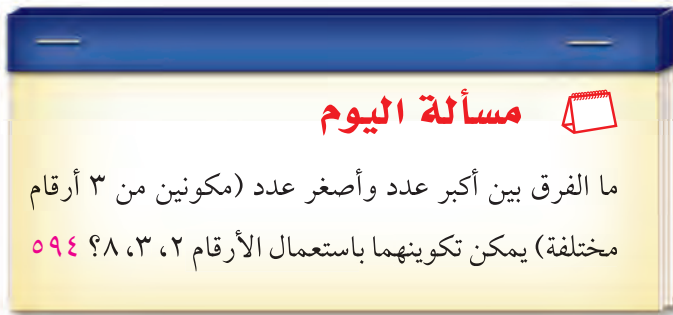 مسألة اليوم
ما الفرق بين أكبر عدد وأصغر عدد (مكونين من ٣ أرقام
مختلفة) يمكن تكوينهما باستعمال الأرقام ٢، ٣، ٨؟ ٥٩٤